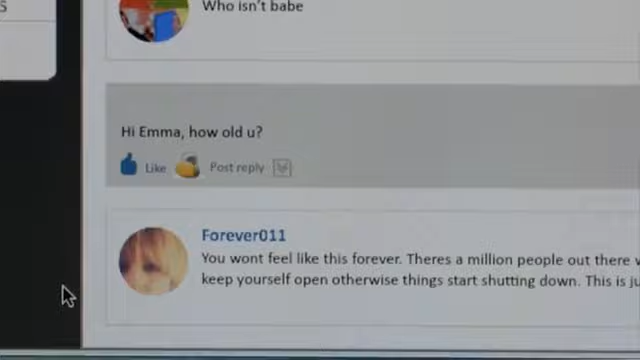 S
Who isn't babe
Hi Emma, how old u?
Like Post reply
Forever011
You wont feel like this forever. Theres a million people out there
keep yourself open otherwise things start shutting down. This is